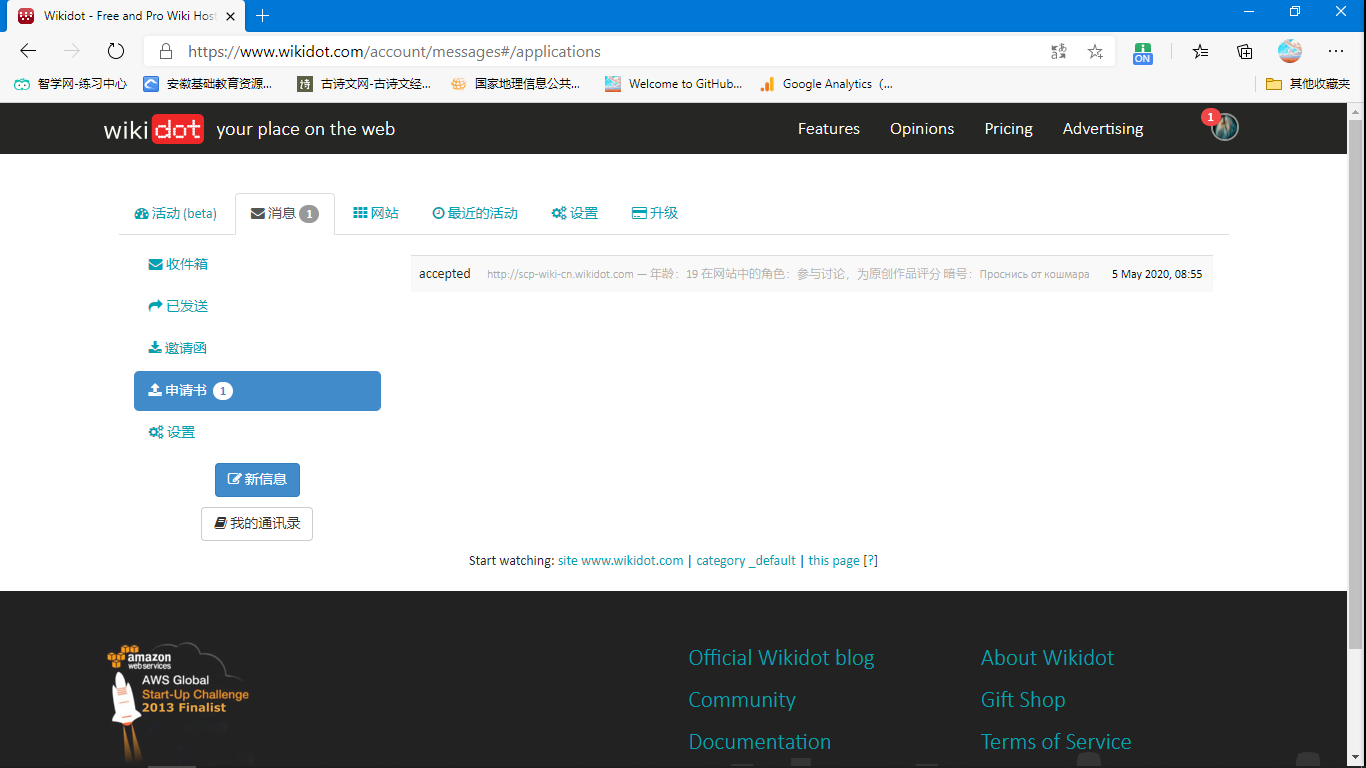 Wikidot - Free and Pro Wiki Host
https://www.wikidot.com/account/messages#/applications
ON
智学网-练习中心 安徽基础教育资源... 诗 古诗文网-古诗文经... 国家地理信息公共... Welcome to GitHub... Google Analytics（... 其他收藏夹
wiki dot your place on the web Features Opinions Pricing Advertising 1
活动 (beta) 消息 1 网站 最近的活动 设置 升级
收件箱
accepted http://scp-wiki-cn.wikidot.com — 年龄：19 在网站中的角色：参与讨论，为原创作品评分 暗号：Проснись от кошмара 5 May 2020, 08:55
已发送
邀请函
申请书 1
设置
新信息
我的通讯录
Start watching: site www.wikidot.com | category _default | this page [?]
amazon
webservices
AWS Global
Start-Up Challenge
2013 Finalist
Official Wikidot blog
Community
Documentation
About Wikidot
Gift Shop
Terms of Service